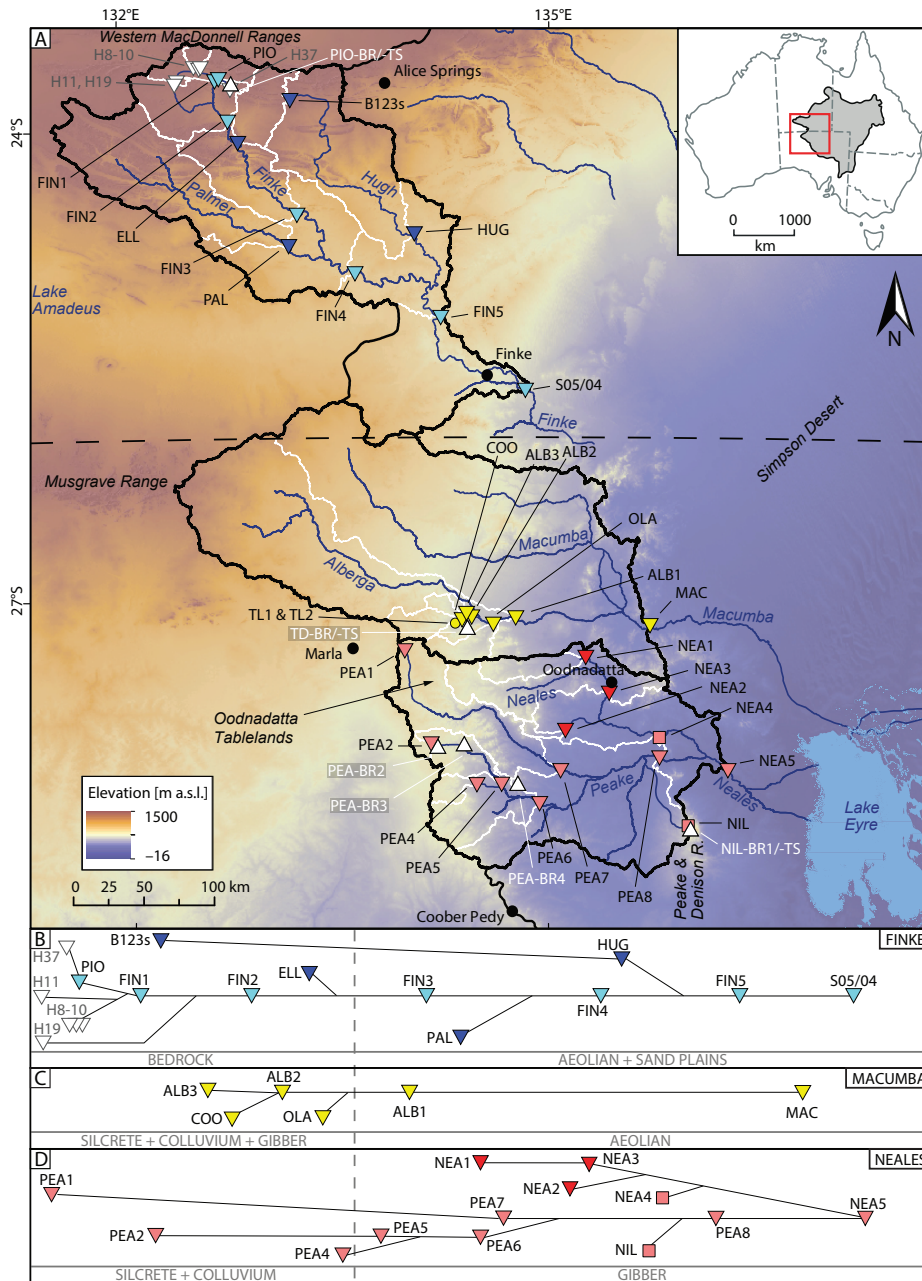 132°E
135°E
A
Western MacDonnell Ranges
H8-10
PIO
H37
PIO-BR/-TS
H11, H19
Alice Springs
B123s
24°S
FIN1
FIN2
ELL
Palmer
Finke
Hugh
HUG
FIN3
PAL
FIN4
FIN5
Lake
Amadeus
Finke
S05/04
Finke
0
1000
km
N
Simpson Desert
Musgrave Range
COO
ALB3
ALB2
OLA
Macumba
Alberga
ALB1
MAC
27°S
TL1 & TL2
TD-BR/-TS
Macumba
Marla
PEA1
NEA1
Oodnadatta
NEA3
Neales
NEA2
Oodnadatta
Tablelands
NEA4
PEA2
PEA-BR2
NEA5
PEA-BR3
Peake
Neales
Lake
Eyre
Elevation [m a.s.l.]
1500
–16
PEA4
NIL
PEA5
PEA6
NIL-BR1/-TS
PEA-BR4
PEA7
PEA8
Peake &
Denison R.
0
25
50
100 km
Coober Pedy
B
B123s
HUG
FINKE
H37
PIO
FIN1
FIN2
ELL
FIN3
FIN4
FIN5
S05/04
H11
H8-10
H19
PAL
BEDROCK
AEOLIAN + SAND PLAINS
C
ALB3
ALB2
MACUMBA
COO
OLA
ALB1
MAC
SILCRETE + COLLUVIUM + GIBBER
AEOLIAN
D
NEA1
NEA3
NEALES
PEA1
NEA2
NEA4
PEA7
NEA5
PEA2
PEA5
PEA8
PEA4
PEA6
NIL
SILCRETE + COLLUVIUM
GIBBER